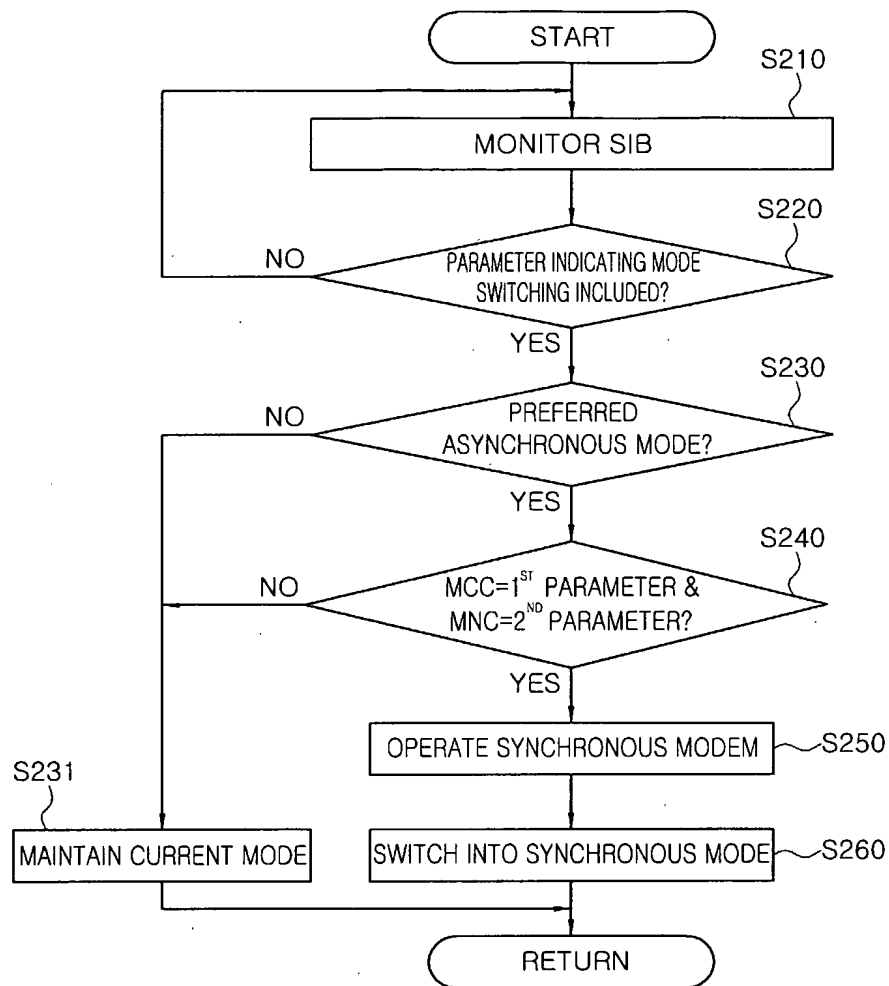 START
S210
MONITOR SIB
S220
NO
PARAMETER INDICATING MODE
SWITCHING INCLUDED?
YES
S230
NO
PREFERRED
ASYNCHRONOUS MODE?
YES
S240
NO
MCC=1ST PARAMETER &
MNC=2ND PARAMETER?
YES
OPERATE SYNCHRONOUS MODEM
S250
S231
MAINTAIN CURRENT MODE
SWITCH INTO SYNCHRONOUS MODE
S260
RETURN